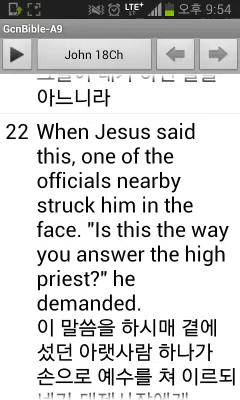 LTE 오후 9:54
GcnBible-A9
John 18Ch
아느니라
22 When Jesus said
this, one of the
officials nearby
struck him in the
face. "Is this the way
you answer the high
priest?" he
demanded.
이 말씀을 하시매 곁에
섰던 아랫사람 하나가
손으로 예수를 쳐 이르되